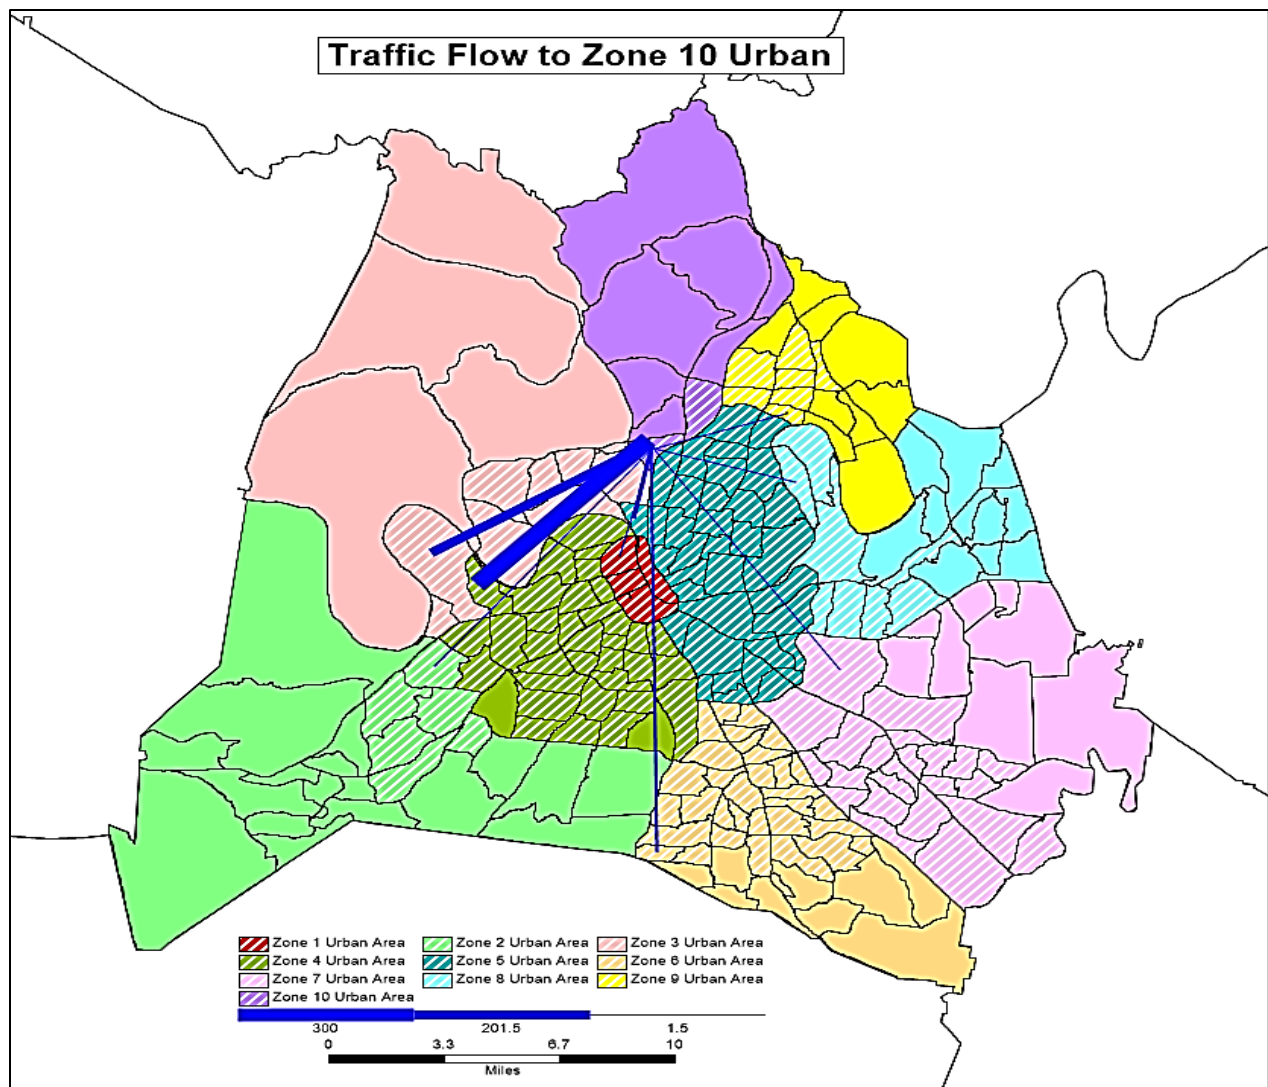 Traffic Flow to Zone 10 Urban
Zone 1 Urban Area Zone 2 Urban Area Zone 3 Urban Area
Zone 4 Urban Area Zone 5 Urban Area Zone 6 Urban Area
Zone 7 Urban Area Zone 8 Urban Area Zone 9 Urban Area
Zone 10 Urban Area
300 201.5 1.5
0 3.3 6.7 10
Miles